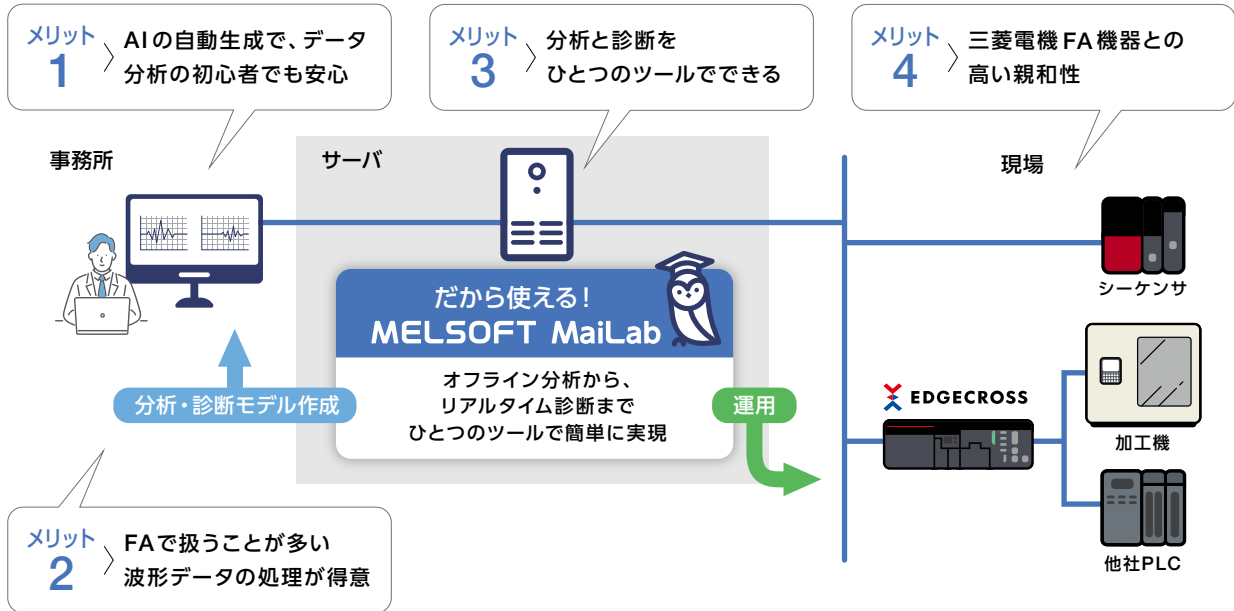 メリット
1
AIの自動生成で、データ
分析の初心者でも安心
メリット
3
分析と診断を
ひとつのツールでできる
メリット
4
三菱電機FA機器との
高い親和性
事務所
サーバ
現場
シーケンサ
だから使える!
MELSOFT MaiLab
オフライン分析から、
リアルタイム診断まで
ひとつのツールで簡単に実現
分析・診断モデル作成
運用
EDGECROSS
加工機
他社PLC
メリット
2
FAで扱うことが多い
波形データの処理が得意